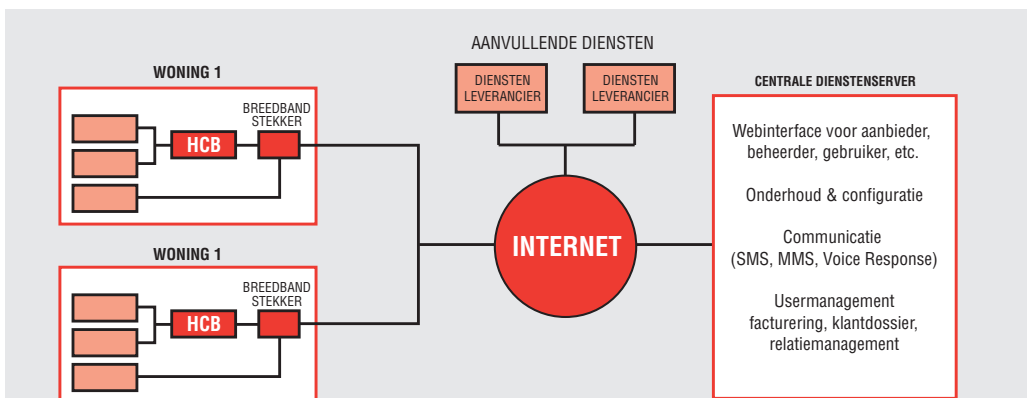 WONING 1
BREEDBAND
STEKKER
HCB
WONING 1
BREEDBAND
STEKKER
HCB
AANVULLENDE DIENSTEN
DIENSTEN
LEVERANCIER
DIENSTEN
LEVERANCIER
INTERNET
CENTRALE DIENSTENSERVER
Webinterface voor aanbieder,
beheerder, gebruiker, etc.
Onderhoud & configuratie
Communicatie
(SMS, MMS, Voice Response)
Usermanagement
facturering, klantdossier,
relatiemanagement